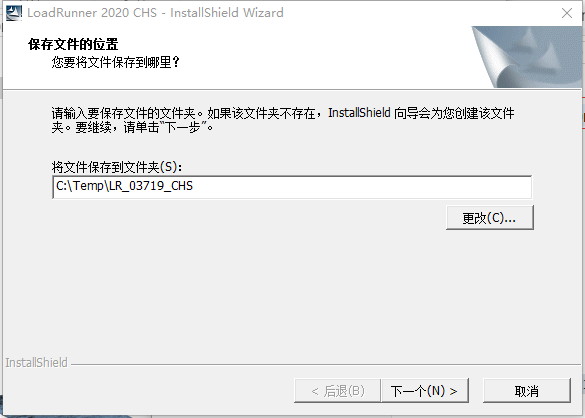 LoadRunner 2020 CHS - InstallShield Wizard
保存文件的位置
您要将文件保存到哪里？
请输入要保存文件的文件夹。如果该文件夹不存在，InstallShield 向导会为您创建该文件
夹。要继续，请单击“下一步”。
将文件保存到文件夹(S)：
C:\Temp\LR_03719_CHS
更改(C)...
InstallShield
< 后退(B)
下一个(N) >
取消